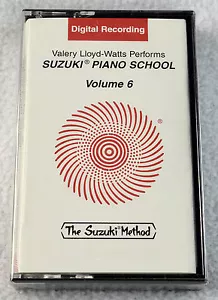 Digital Recording
Valery Lloyd-Watts Performs
SUZUKI® PIANO SCHOOL
Volume 6
The Suzuki® Method